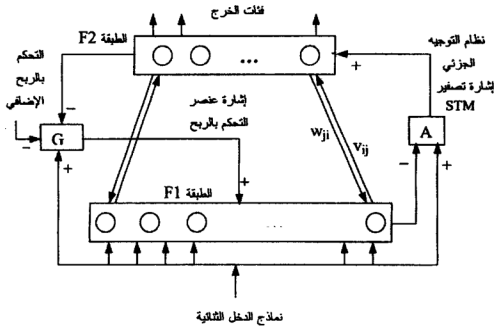 فئات الخرج
الطبقة F2
نظام التوجيه
الجزئي
إشارة تصفير
STM
التحكم
بالربح
الإضافي
إشارة عنصر
التحكم بالربح
...
+
−
−
G
+
+
wji
vij
A
−
+
الطبقة F1
...
نماذج الدخل الثنائية